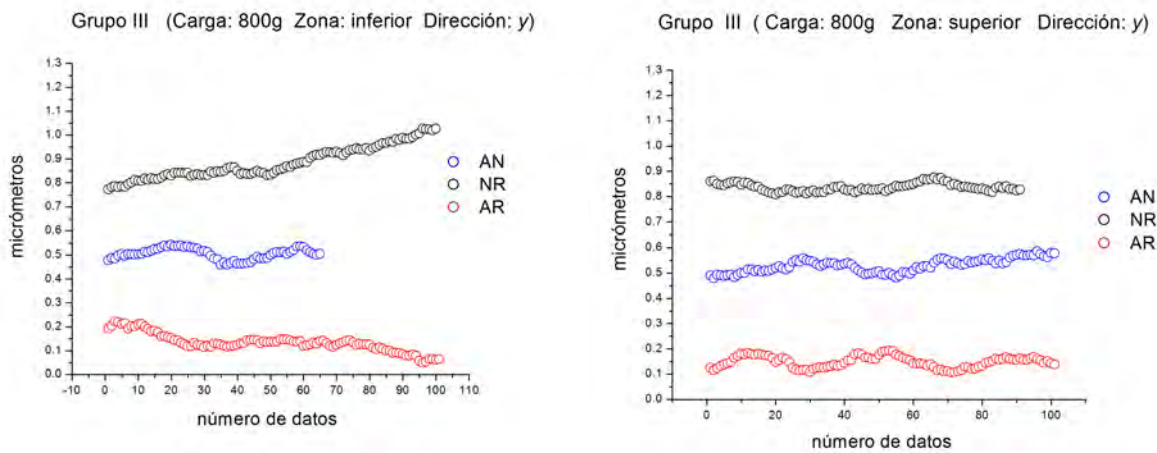 Grupo III (Carga: 800g Zona: inferior Dirección: y)
1.3
1.2
1.1
1.0
0.9
0.8
0.7
0.6
0.5
0.4
0.3
0.2
0.1
0.0
micrómetros
AN
NR
AR
-10 0 10 20 30 40 50 60 70 80 90 100 110
número de datos
Grupo III ( Carga: 800g Zona: superior Dirección: y)
1.3
1.2
1.1
1.0
0.9
0.8
0.7
0.6
0.5
0.4
0.3
0.2
0.1
0.0
micrómetros
AN
NR
AR
0 20 40 60 80 100
número de datos